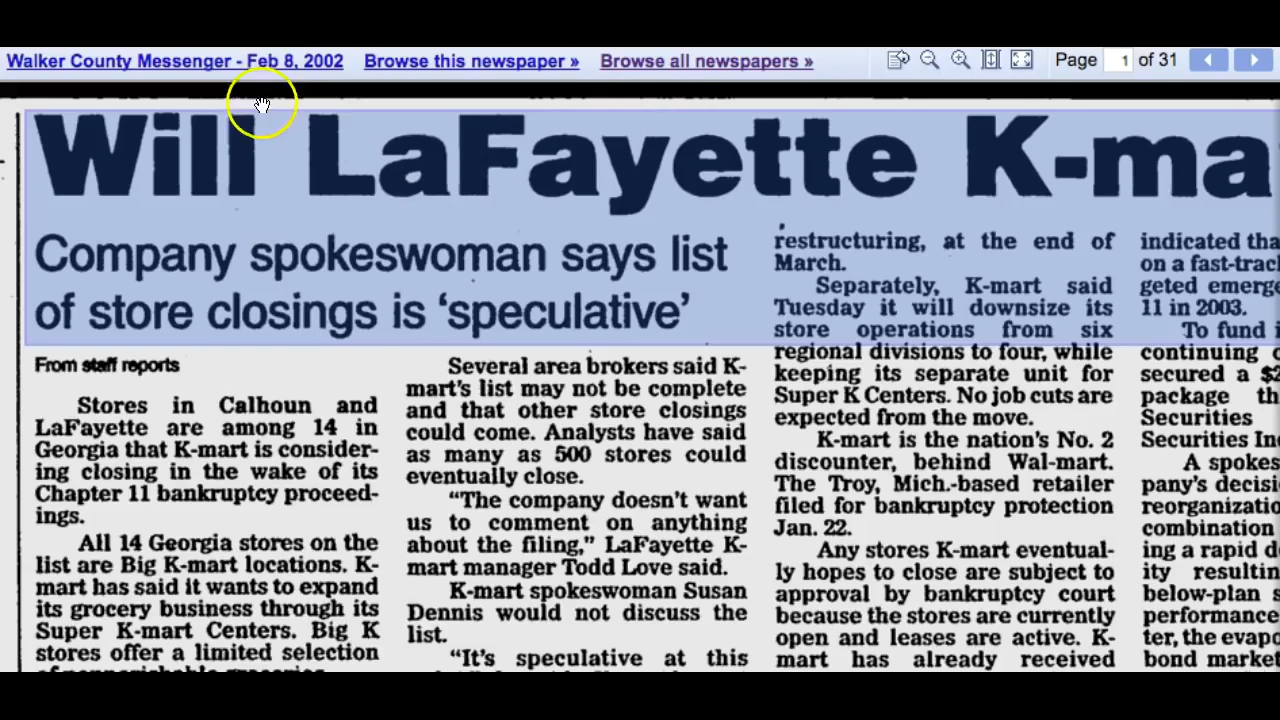 Walker County Messenger - Feb 8, 2002 Browse this newspaper » Browse all newspapers » Page 1 of 31
Will LaFayette K-ma
Company spokeswoman says list
of store closings is ‘speculative’
From staff reports
Stores in Calhoun and
LaFayette are among 14 in
Georgia that K-mart is consider-
ing closing in the wake of its
Chapter 11 bankruptcy proceed-
ings.
All 14 Georgia stores on the
list are Big K-mart locations. K-
mart has said it wants to expand
its grocery business through its
Super K-mart Centers. Big K
stores offer a limited selection
of nonperishable groceries.
Several area brokers said K-
mart's list may not be complete
and that other store closings
could come. Analysts have said
as many as 500 stores could
eventually close.
“The company doesn't want
us to comment on anything
about the filing,” LaFayette K-
mart manager Todd Love said.
K-mart spokeswoman Susan
Dennis would not discuss the
list.
“It's speculative at this
restructuring, at the end of
March.
Separately, K-mart said
Tuesday it will downsize its
store operations from six
regional divisions to four, while
keeping its separate unit for
Super K Centers. No job cuts are
expected from the move.
K-mart is the nation's No. 2
discounter, behind Wal-mart.
The Troy, Mich.-based retailer
filed for bankruptcy protection
Jan. 22.
Any stores K-mart eventual-
ly hopes to close are subject to
approval by bankruptcy court
because the stores are currently
open and leases are active. K-
mart has already received
indicated tha
on a fast-trac
geted emerge
11 in 2003.
To fund i
continuing o
secured a $2
package th
Securities
Securities Inc
A spokes
pany's decisi
reorganizatio
combination
ing a rapid d
ity resultin
below-plan s
performance
ter, the evapo
bond market